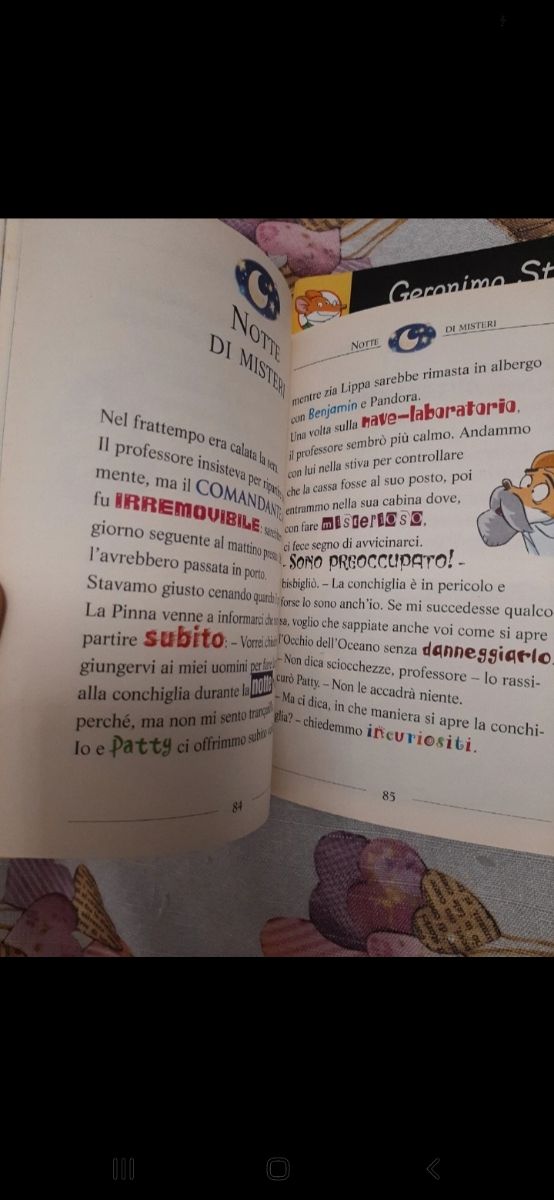 NOTTE
DI MISTERI
Nel frattempo era calata la
Il professore insisteva per
mente, ma il COMANDANTE
fu IRREMOVIBILE:
giorno seguente al mattino presto
l'avrebbero passata in porto.
Stavamo giusto cenando quando
La Pinna venne a informarci che
partire subito: – Vorrei
giungervi ai miei uomini per fare
alla conchiglia durante la notte
perché, ma non mi sento
Io e Patty ci offrimmo subito
84
Geronimo St
NOTTE DI MISTERI
mentre zia Lippa sarebbe rimasta in albergo
con Benjamin e Pandora.
Una volta sulla nave-laboratorio,
il professore sembrò più calmo. Andammo
con lui nella stiva per controllare
che la cassa fosse al suo posto, poi
entrammo nella sua cabina dove,
con fare misterioso,
ci fece segno di avvicinarci.
– SONO PREOCCUPATO! –
bisbigliò. – La conchiglia è in pericolo e
forse lo sono anch'io. Se mi succedesse qualco
sa, voglio che sappiate anche voi come si apre
l'Occhio dell'Oceano senza danneggiarlo.
– Non dica sciocchezze, professore – lo rassi-
curò Patty. – Non le accadrà niente.
– Ma ci dica, in che maniera si apre la conchi-
glia? – chiedemmo incuriositi.
85